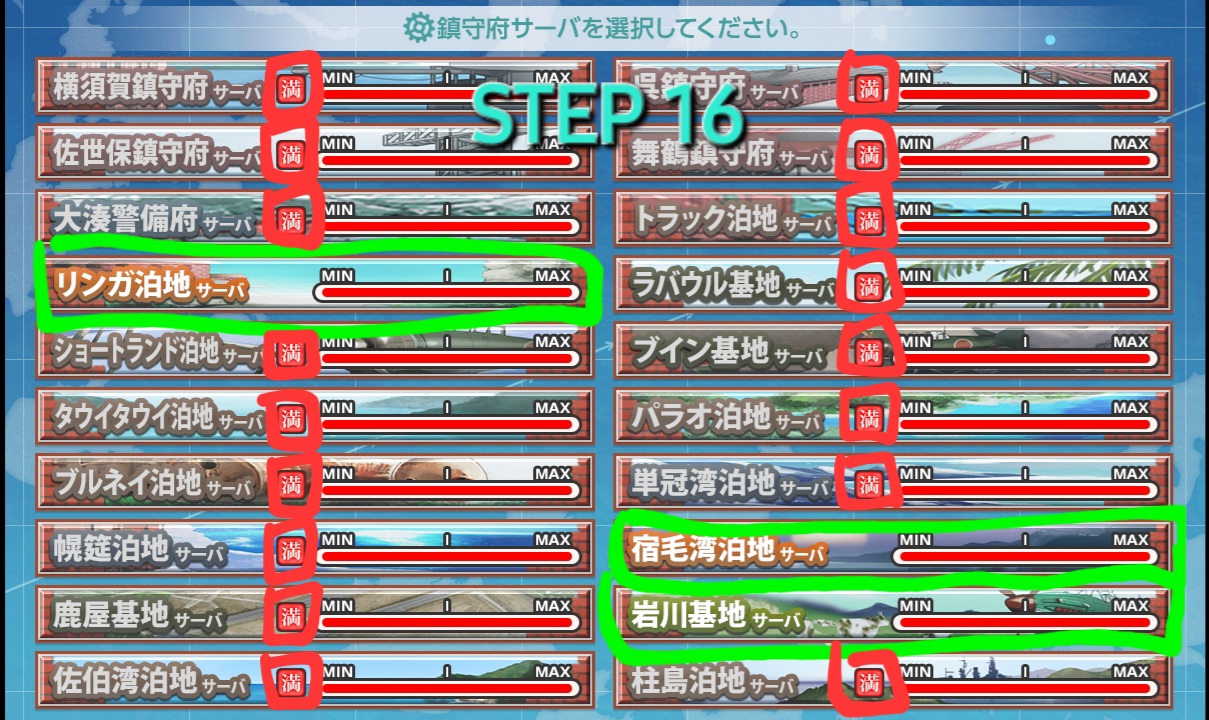 鎮守府サーバを選択してください。
STEP 16
横須賀鎮守府サーバ 満 MIN I MAX
呉鎮守府サーバ 満 MIN I MAX
佐世保鎮守府サーバ 満 MIN I MAX
舞鶴鎮守府サーバ 満 MIN I MAX
大湊警備府サーバ 満 MIN I MAX
トラック泊地サーバ 満 MIN I MAX
リンガ泊地サーバ MIN I MAX
ラバウル基地サーバ 満 MIN I MAX
ショートランド泊地サーバ 満 MIN I MAX
ブイン基地サーバ 満 MIN I MAX
タウイタウイ泊地サーバ 満 MIN I MAX
パラオ泊地サーバ 満 MIN I MAX
ブルネイ泊地サーバ 満 MIN I MAX
単冠湾泊地サーバ 満 MIN I MAX
幌筵泊地サーバ 満 MIN I MAX
宿毛湾泊地サーバ MIN I MAX
鹿屋基地サーバ 満 MIN I MAX
岩川基地サーバ MIN I MAX
佐伯湾泊地サーバ 満 MIN I MAX
柱島泊地サーバ 満 MIN I MAX